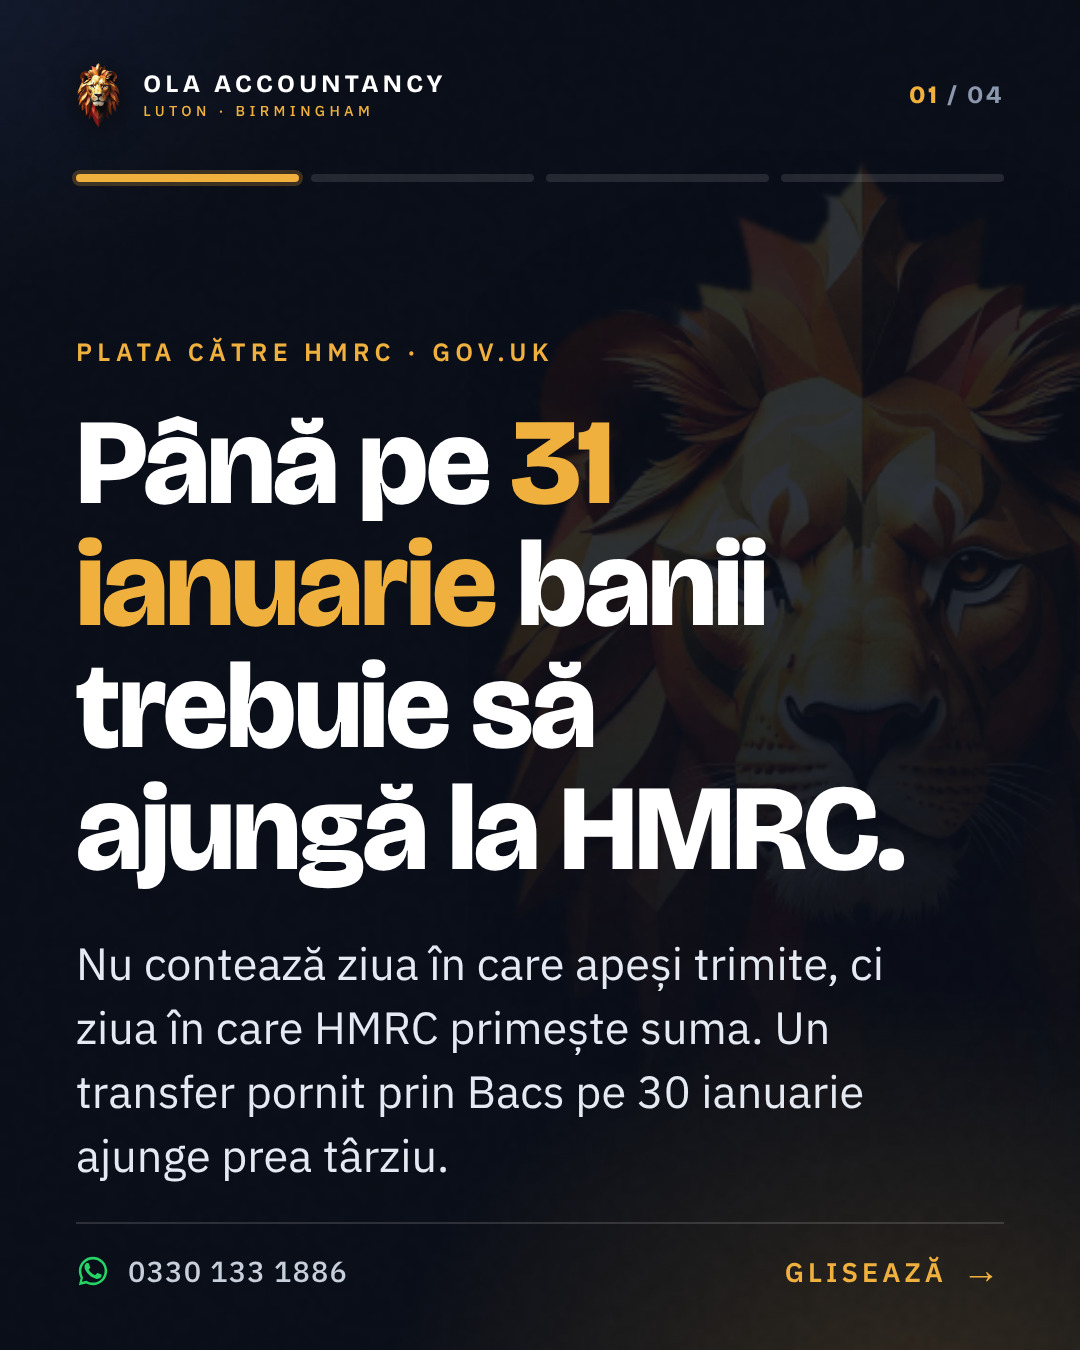 OLA ACCOUNTANCY
LUTON · BIRMINGHAM
01 / 04
PLATA CĂTRE HMRC · GOV.UK
Până pe 31
ianuarie banii
trebuie să
ajungă la HMRC.
Nu contează ziua în care apeși trimite, ci
ziua în care HMRC primește suma. Un
transfer pornit prin Bacs pe 30 ianuarie
ajunge prea târziu.
0330 133 1886
GLISEAZĂ →